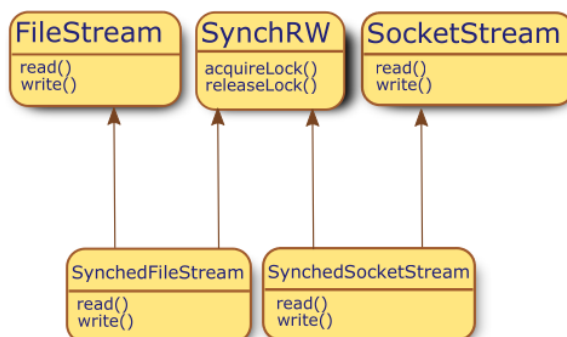 FileStream
read()
write()
SynchRW
acquireLock()
releaseLock()
SocketStream
read()
write()
SynchedFileStream
read()
write()
SynchedSocketStream
read()
write()